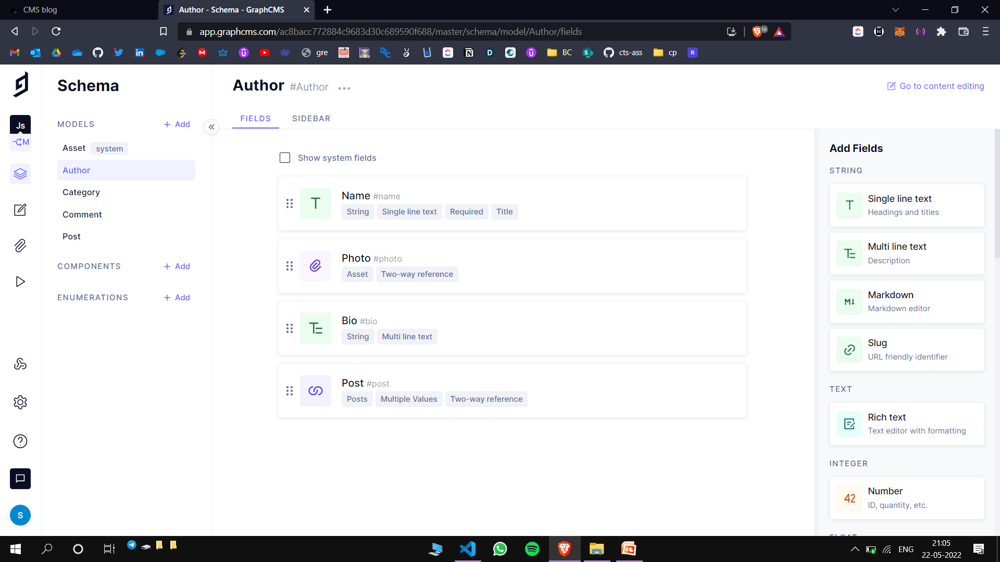 CMS blog
Author - Schema - GraphCMS
app.graphcms.com/ac8bacc772884c9683d30c689590f688/master/schema/model/Author/fields
10
gre
BC
cts-ass
cp
R
Js
M
Schema
MODELS
+ Add
Asset system
Author
Category
Comment
Post
COMPONENTS
+ Add
ENUMERATIONS
+ Add
S
Author #Author
Go to content editing
FIELDS SIDEBAR
Show system fields
T
Name #name
String Single line text Required Title
Photo #photo
Asset Two-way reference
Bio #bio
String Multi line text
Post #post
Posts Multiple Values Two-way reference
Add Fields
STRING
T
Single line text
Headings and titles
Multi line text
Description
M↓
Markdown
Markdown editor
Slug
URL friendly identifier
TEXT
Rich text
Text editor with formatting
INTEGER
42
Number
ID, quantity, etc.
FLOAT
ENG
21:05
22-05-2022